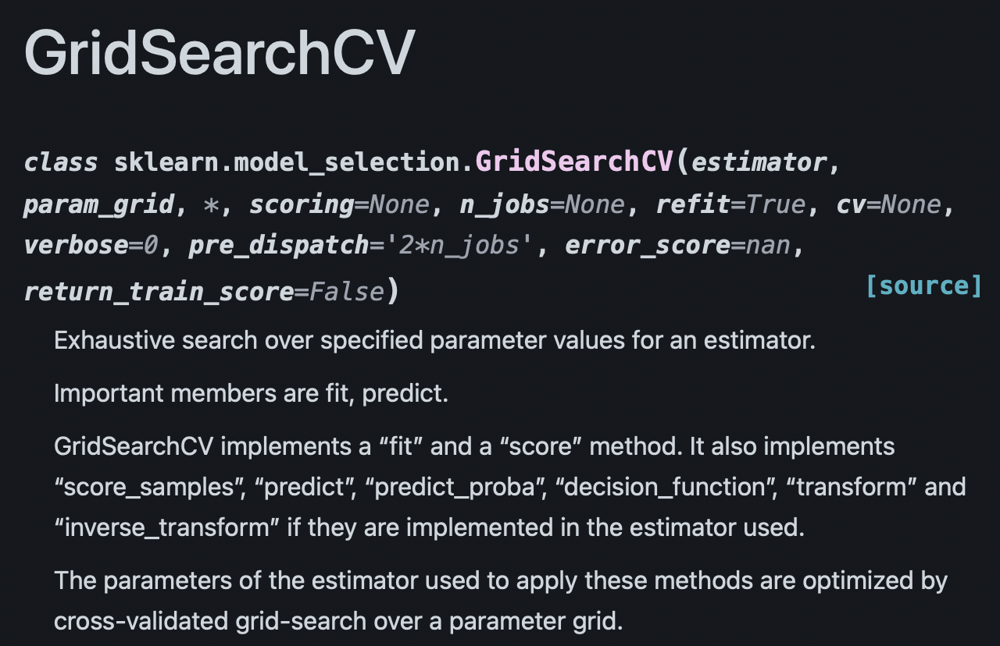 GridSearchCV
class sklearn.model_selection.GridSearchCV(estimator,
param_grid, *, scoring=None, n_jobs=None, refit=True, cv=None,
verbose=0, pre_dispatch='2*n_jobs', error_score=nan,
return_train_score=False) [source]
Exhaustive search over specified parameter values for an estimator.
Important members are fit, predict.
GridSearchCV implements a “fit” and a “score” method. It also implements
“score_samples”, “predict”, “predict_proba”, “decision_function”, “transform” and
“inverse_transform” if they are implemented in the estimator used.
The parameters of the estimator used to apply these methods are optimized by
cross-validated grid-search over a parameter grid.